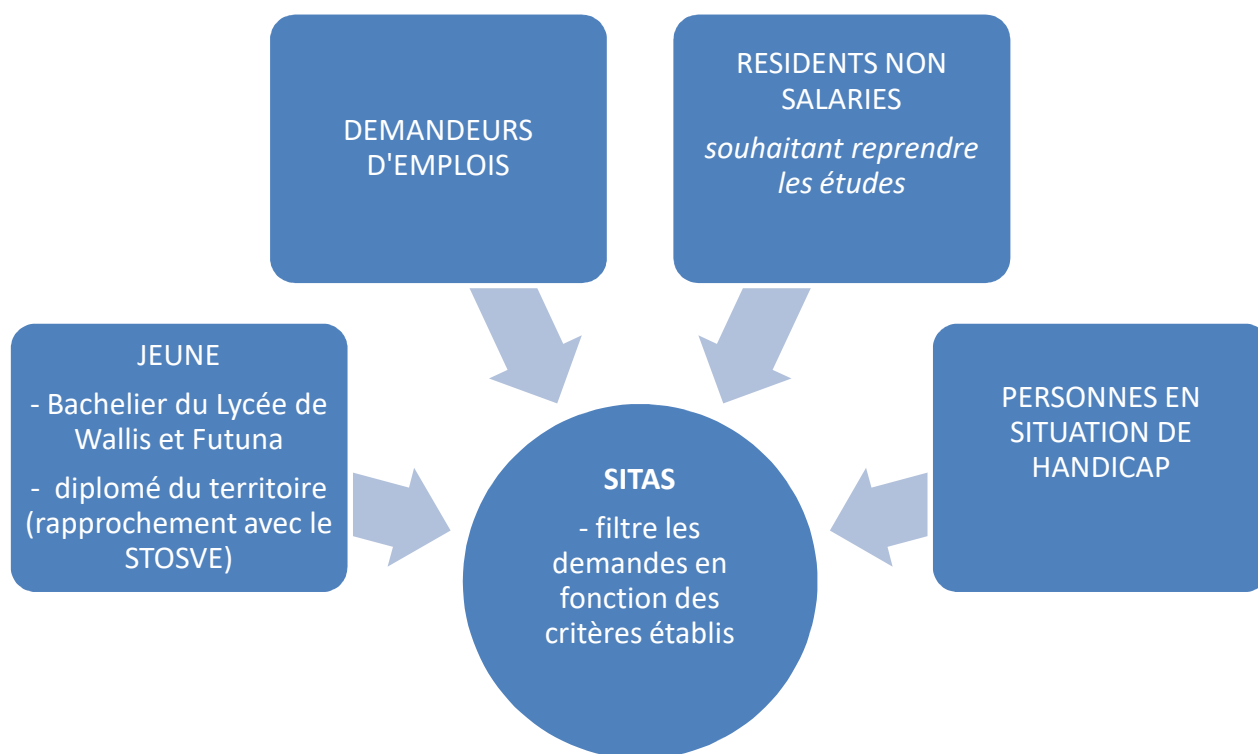 DEMANDEURS
D'EMPLOIS
RESIDENTS NON
SALARIES
souhaitant reprendre
les études
JEUNE
- Bachelier du Lycée de
Wallis et Futuna
- diplomé du territoire
(rapprochement avec le
STOSVE)
SITAS
- filtre les
demandes en
fonction des
critères établis
PERSONNES EN
SITUATION DE
HANDICAP